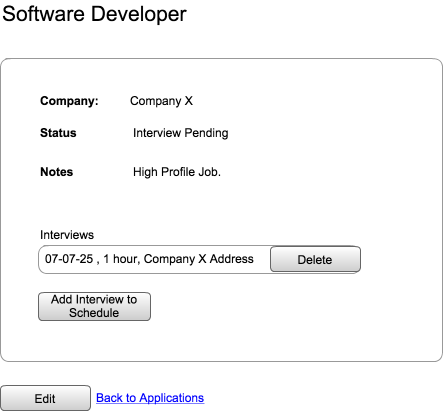 Software Developer
Company: Company X
Status Interview Pending
Notes High Profile Job.
Interviews
07-07-25 , 1 hour, Company X Address Delete
Add Interview to
Schedule
Edit Back to Applications